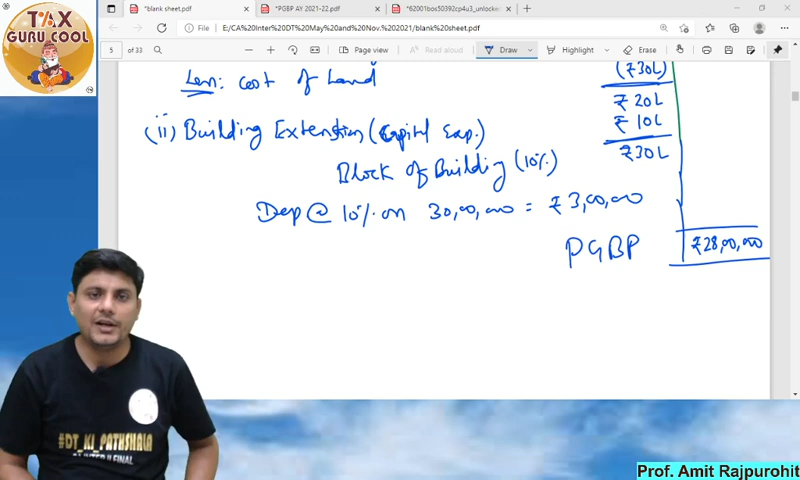 TAX
GURU COOL
*blank sheet.pdf
*PGBP AY 2021-22.pdf
*62001bos50392cp4u3_unlocked
File | E:/CA%20Inter%20DT%20May%20and%20Nov.%202021/blank%20sheet.pdf
5 of 33
Page view
Read aloud
Draw
Highlight
Erase
Less: cost of Land
(₹30L)
₹20L
(ii) Building Extension (Capital Exp.)
₹10L
₹30L
Block of Building (10%)
Dep @ 10% on 30,00,000 = ₹3,00,000
PGBP
₹28,00,000
#DT_KI_PATHSHALA
Prof. Amit Rajpurohit